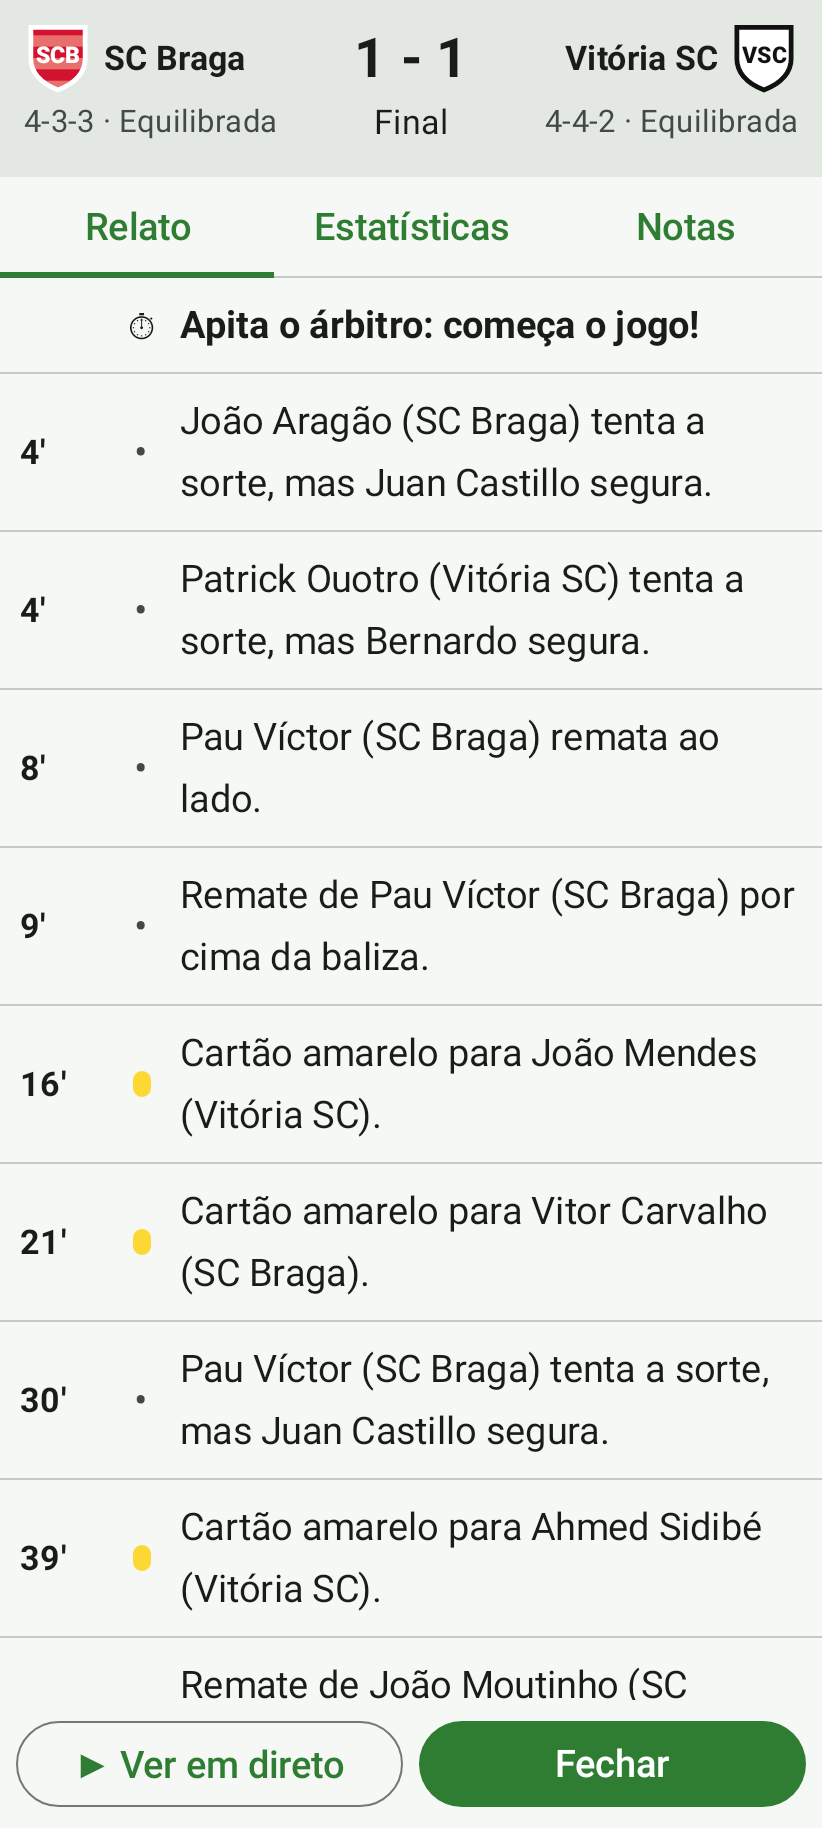 SCB SC Braga 1 - 1 Vitória SC VSC
4-3-3 · Equilibrada Final 4-4-2 · Equilibrada
Relato Estatísticas Notas
Apita o árbitro: começa o jogo!
4' • João Aragão (SC Braga) tenta a
sorte, mas Juan Castillo segura.
4' • Patrick Ouotro (Vitória SC) tenta a
sorte, mas Bernardo segura.
8' • Pau Víctor (SC Braga) remata ao
lado.
9' • Remate de Pau Víctor (SC Braga) por
cima da baliza.
16' Cartão amarelo para João Mendes
(Vitória SC).
21' Cartão amarelo para Vitor Carvalho
(SC Braga).
30' • Pau Víctor (SC Braga) tenta a sorte,
mas Juan Castillo segura.
39' Cartão amarelo para Ahmed Sidibé
(Vitória SC).
Remate de João Moutinho (SC
► Ver em direto Fechar